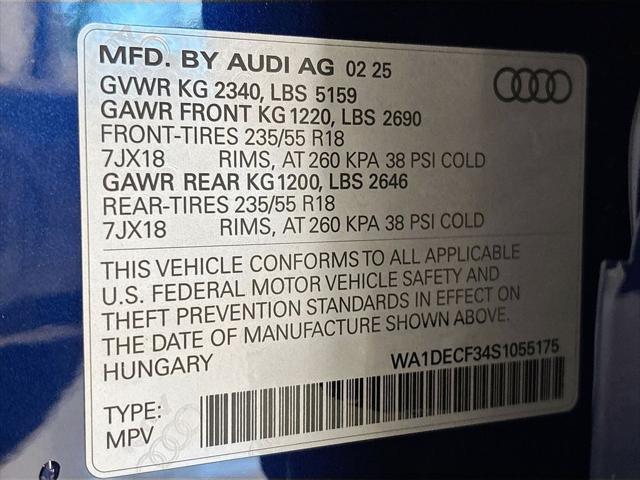 MFD. BY AUDI AG 02 25
GVWR KG 2340, LBS 5159
GAWR FRONT KG 1220, LBS 2690
FRONT-TIRES 235/55 R18
7JX18 RIMS, AT 260 KPA 38 PSI COLD
GAWR REAR KG 1200, LBS 2646
REAR-TIRES 235/55 R18
7JX18 RIMS, AT 260 KPA 38 PSI COLD
THIS VEHICLE CONFORMS TO ALL APPLICABLE
U.S. FEDERAL MOTOR VEHICLE SAFETY AND
THEFT PREVENTION STANDARDS IN EFFECT ON
THE DATE OF MANUFACTURE SHOWN ABOVE.
HUNGARY WA1DECF34S1055175
TYPE:
MPV